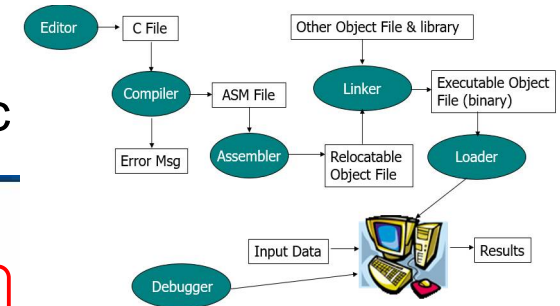 Editor
C File
Other Object File & library
Compiler
ASM File
Linker
Executable Object
File (binary)
C
Error Msg
Assembler
Relocatable
Object File
Loader
Input Data
Results
Debugger